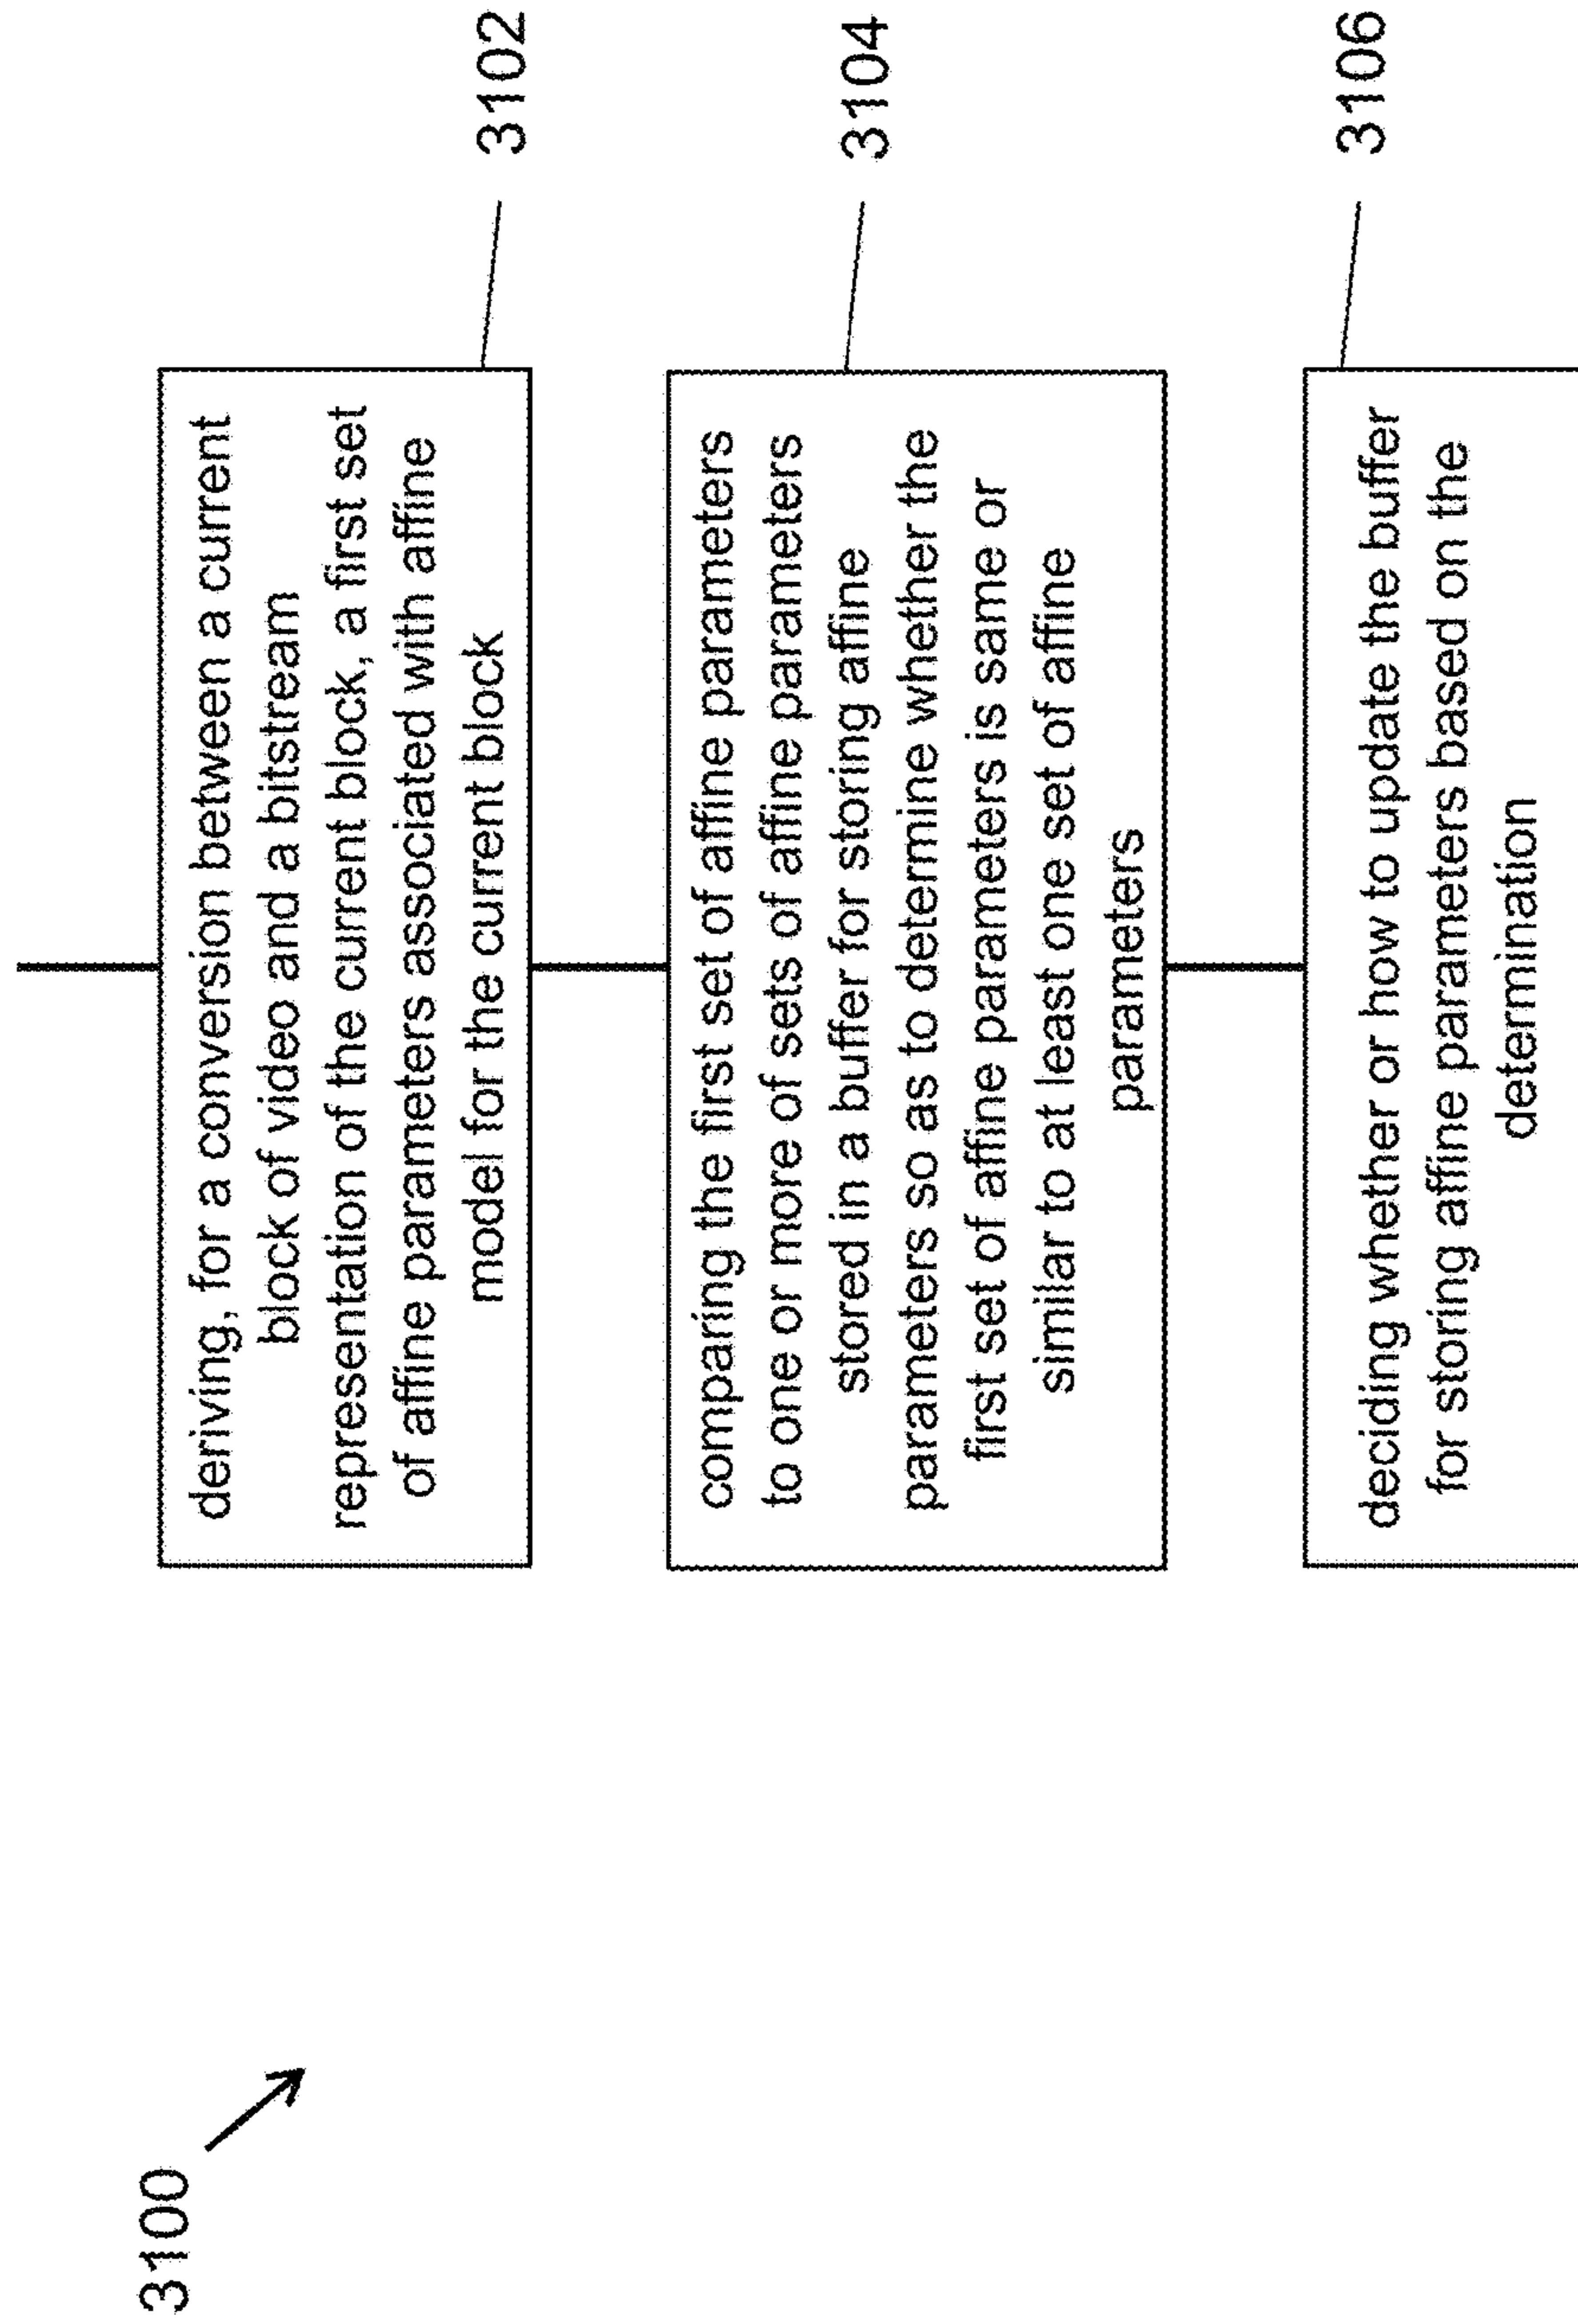 3100
deriving, for a conversion between a current
block of video and a bitstream
representation of the current block, a first set
of affine parameters associated with affine
model for the current block
3102
comparing the first set of affine parameters
to one or more of sets of affine parameters
stored in a buffer for storing affine
parameters so as to determine whether the
first set of affine parameters is same or
similar to at least one set of affine
parameters
3104
deciding whether or how to update the buffer
for storing affine parameters based on the
determination
3106